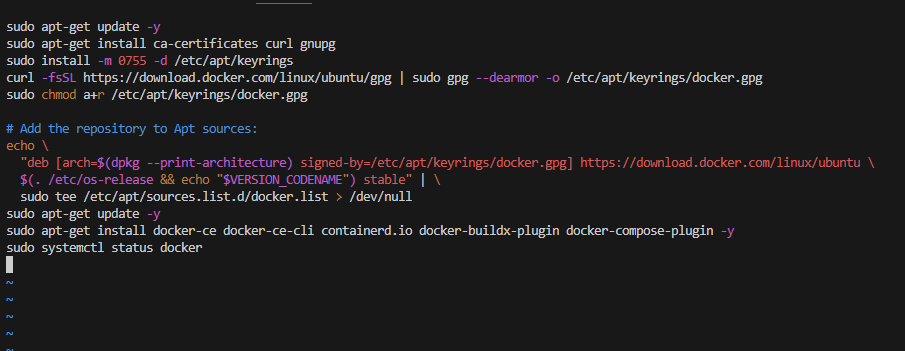 sudo apt-get update -y
sudo apt-get install ca-certificates curl gnupg
sudo install -m 0755 -d /etc/apt/keyrings
curl -fsSL https://download.docker.com/linux/ubuntu/gpg | sudo gpg --dearmor -o /etc/apt/keyrings/docker.gpg
sudo chmod a+r /etc/apt/keyrings/docker.gpg

# Add the repository to Apt sources:
echo \
  "deb [arch=$(dpkg --print-architecture) signed-by=/etc/apt/keyrings/docker.gpg] https://download.docker.com/linux/ubuntu \
  $(. /etc/os-release && echo "$VERSION_CODENAME") stable" | \
  sudo tee /etc/apt/sources.list.d/docker.list > /dev/null
sudo apt-get update -y
sudo apt-get install docker-ce docker-ce-cli containerd.io docker-buildx-plugin docker-compose-plugin -y
sudo systemctl status docker

~
~
~
~
~